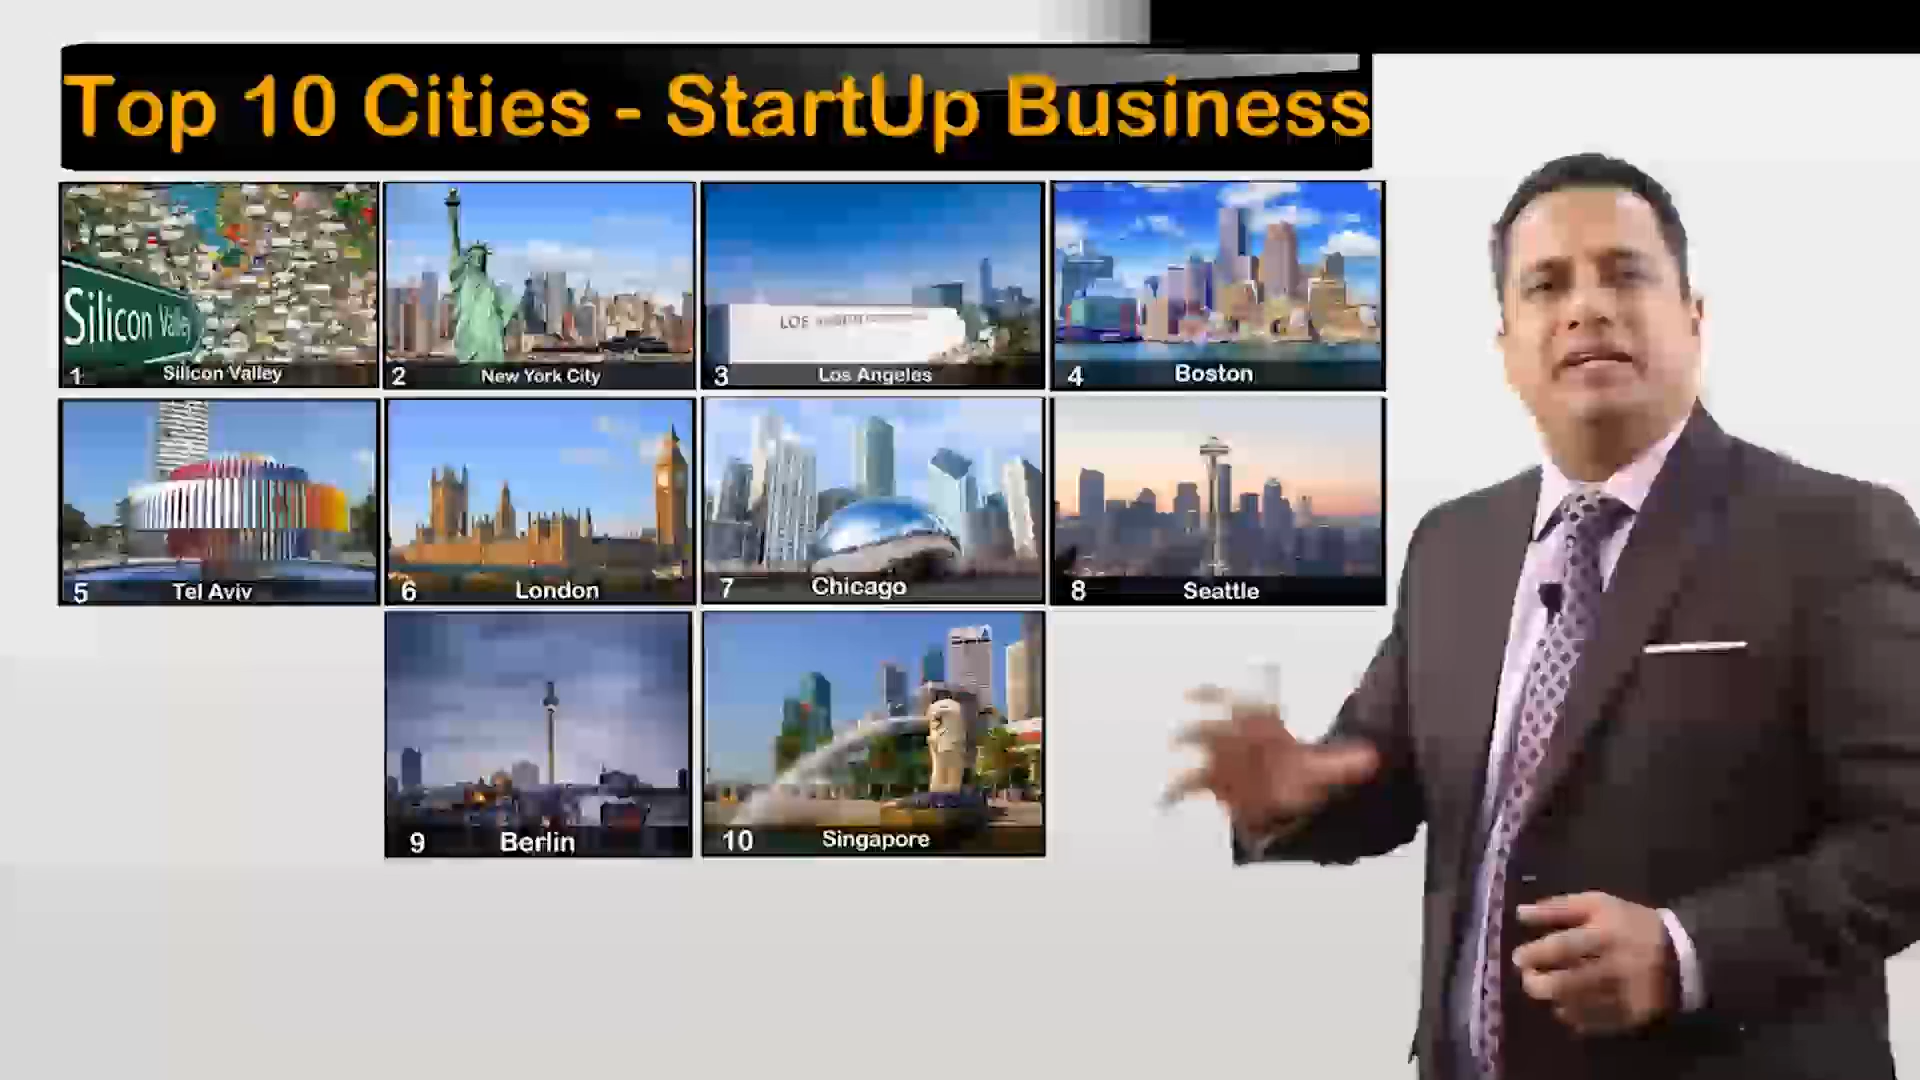 Top 10 Cities - StartUp Business
Silicon Valley
1 Silicon Valley
2 New York City
LOS
3 Los Angeles
4 Boston
5 Tel Aviv
6 London
7 Chicago
8 Seattle
9 Berlin
10 Singapore